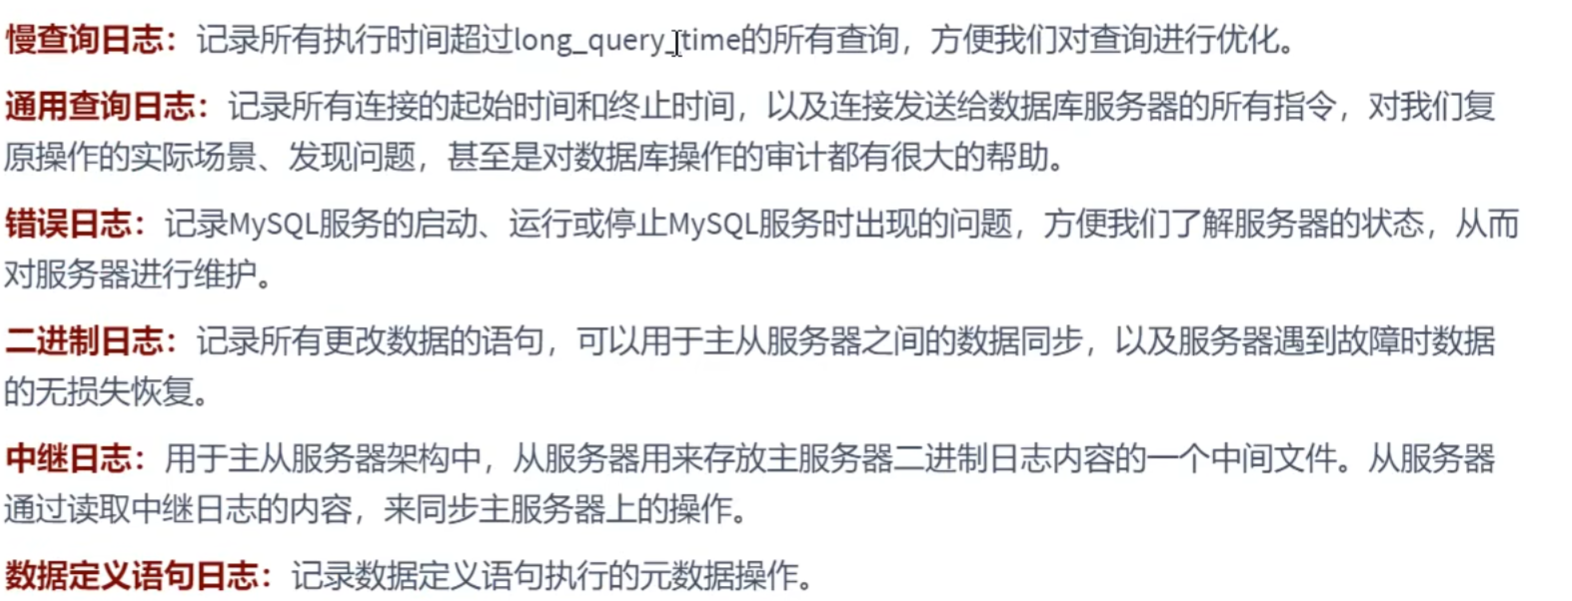 慢查询日志：记录所有执行时间超过long_query_time的所有查询，方便我们对查询进行优化。
通用查询日志：记录所有连接的起始时间和终止时间，以及连接发送给数据库服务器的所有指令，对我们复
原操作的实际场景、发现问题，甚至是对数据库操作的审计都有很大的帮助。
错误日志：记录MySQL服务的启动、运行或停止MySQL服务时出现的问题，方便我们了解服务器的状态，从而
对服务器进行维护。
二进制日志：记录所有更改数据的语句，可以用于主从服务器之间的数据同步，以及服务器遇到故障时数据
的无损失恢复。
中继日志：用于主从服务器架构中，从服务器用来存放主服务器二进制日志内容的一个中间文件。从服务器
通过读取中继日志的内容，来同步主服务器上的操作。
数据定义语句日志：记录数据定义语句执行的元数据操作。